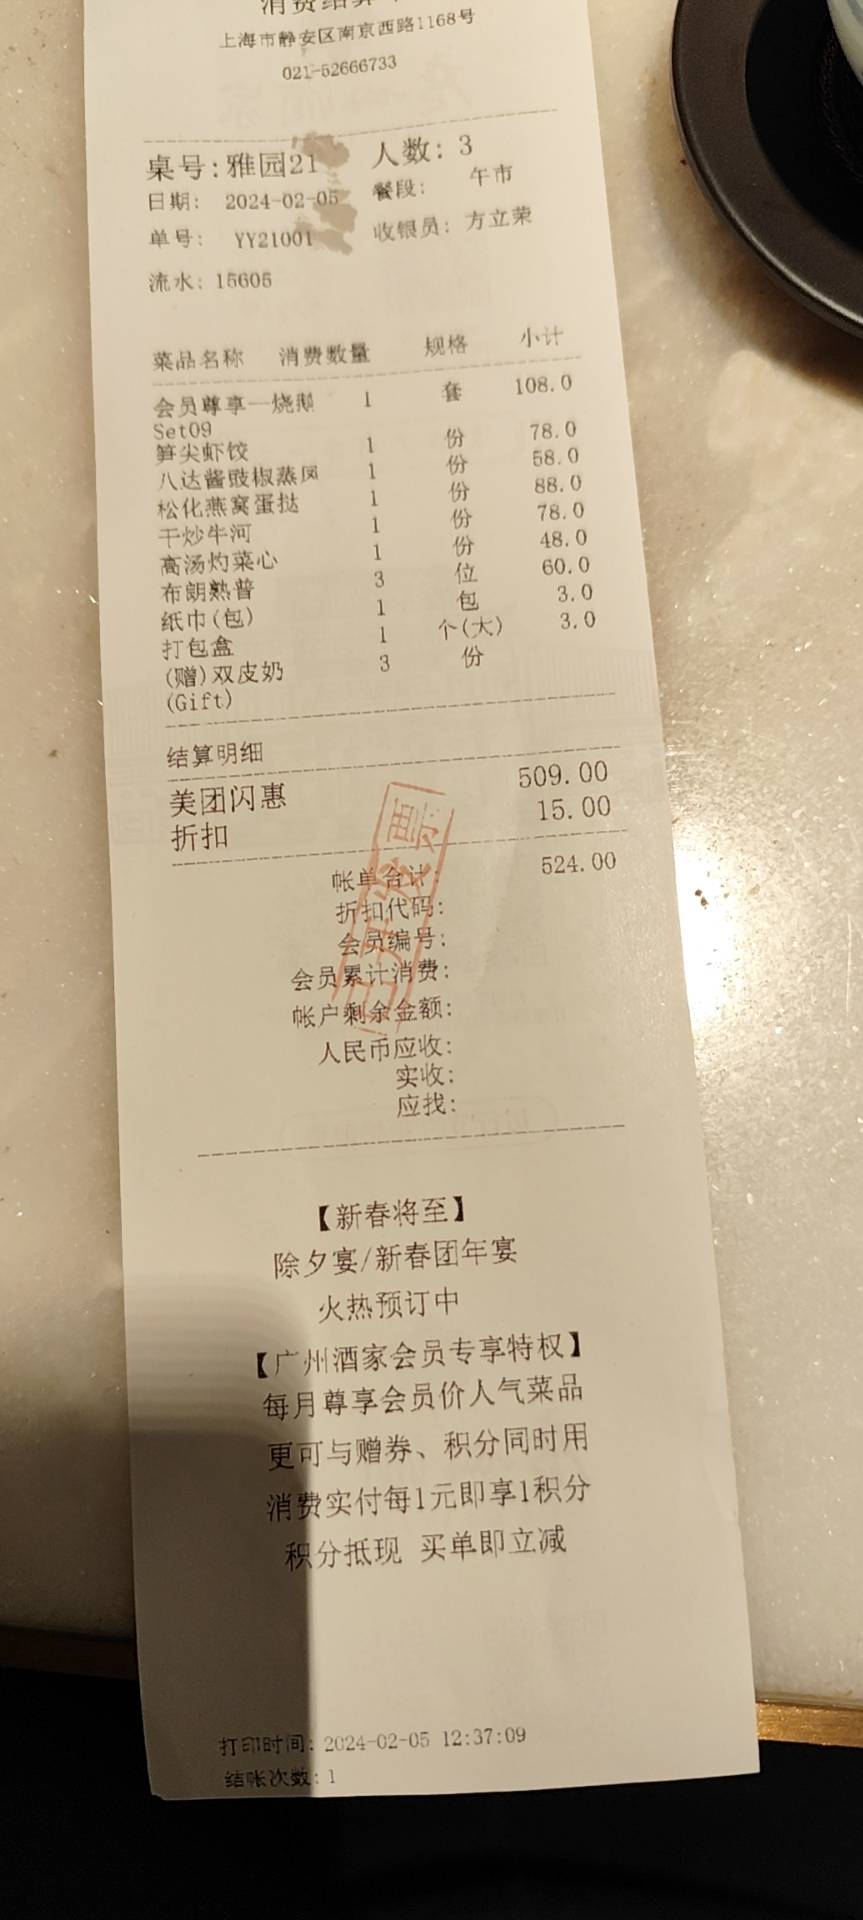 消费结算单
上海市静安区南京西路1168号
021-52666733
桌号:雅园21 人数: 3
日期: 2024-02-05 餐段: 午市
单号: YY21001 收银员: 方立荣
流水: 15605
菜品名称 消费数量 规格 小计
会员尊享一烧鹅 1 套 108.0
Set09
笋尖虾饺 1 份 78.0
八达酱豉椒蒸凤 1 份 58.0
松化燕窝蛋挞 1 份 88.0
干炒牛河 1 份 78.0
高汤灼菜心 1 份 48.0
布朗熟普 3 位 60.0
纸巾(包) 1 包 3.0
打包盒 1 个(大) 3.0
(赠)双皮奶 3 份
(Gift)
结算明细
美团闪惠 509.00
折扣 15.00
帐单合计: 524.00
折扣代码:
会员编号:
会员累计消费:
帐户剩余金额:
人民币应收:
实收:
应找:
已开发票
【新春将至】
除夕宴/新春团年宴
火热预订中
【广州酒家会员专享特权】
每月尊享会员价人气菜品
更可与赠券、积分同时用
消费实付每1元即享1积分
积分抵现 买单即立减
打印时间: 2024-02-05 12:37:09
结帐次数: 1